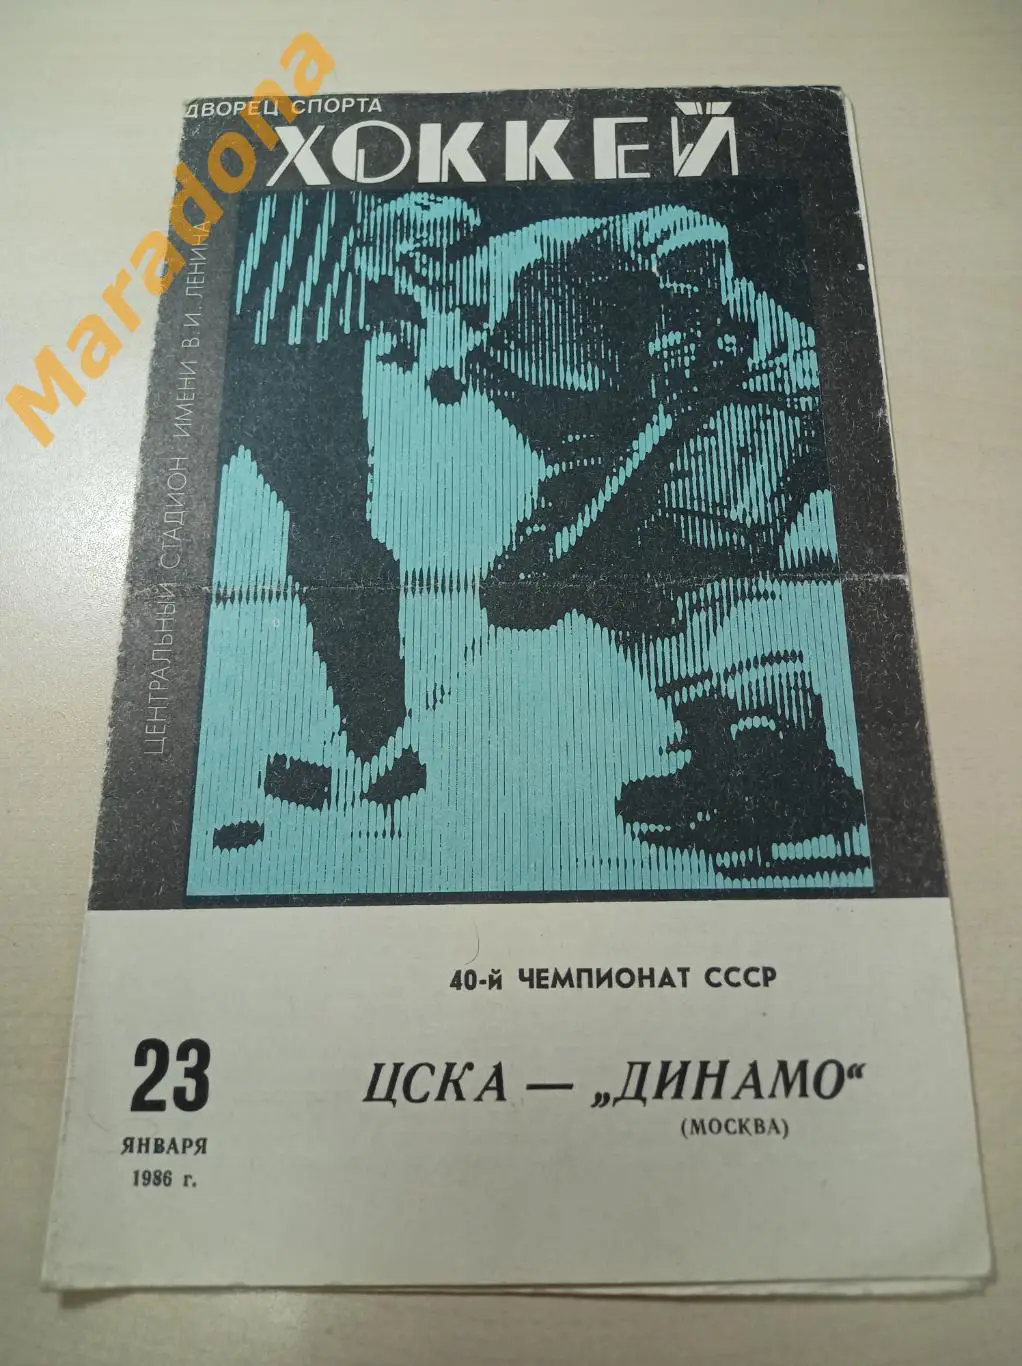 Maradona
ДВОРЕЦ СПОРТА
ХОККЕЙ
ЦЕНТРАЛЬНЫЙ СТАДИОН ИМЕНИ В.И. ЛЕНИНА
40-й ЧЕМПИОНАТ СССР
23
ЯНВАРЯ
1986 г.
ЦСКА — „ДИНАМО“
(МОСКВА)